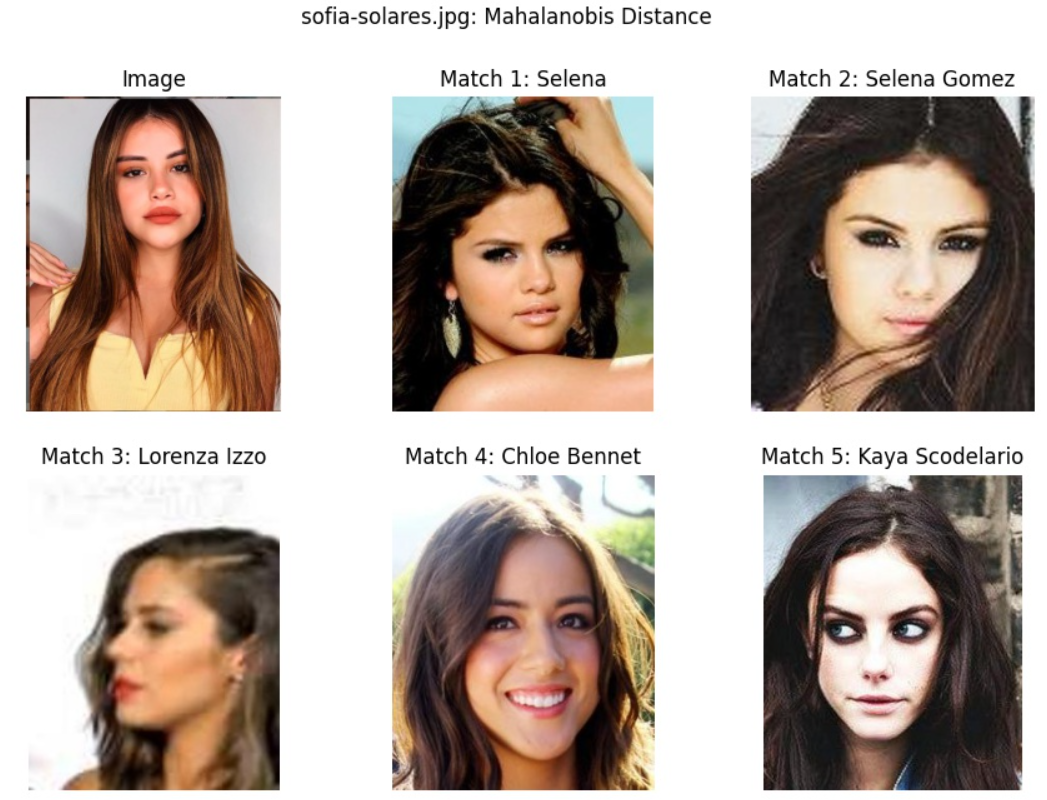 sofia-solares.jpg: Mahalanobis Distance
Image
Match 1: Selena
Match 2: Selena Gomez
Match 3: Lorenza Izzo
Match 4: Chloe Bennet
Match 5: Kaya Scodelario